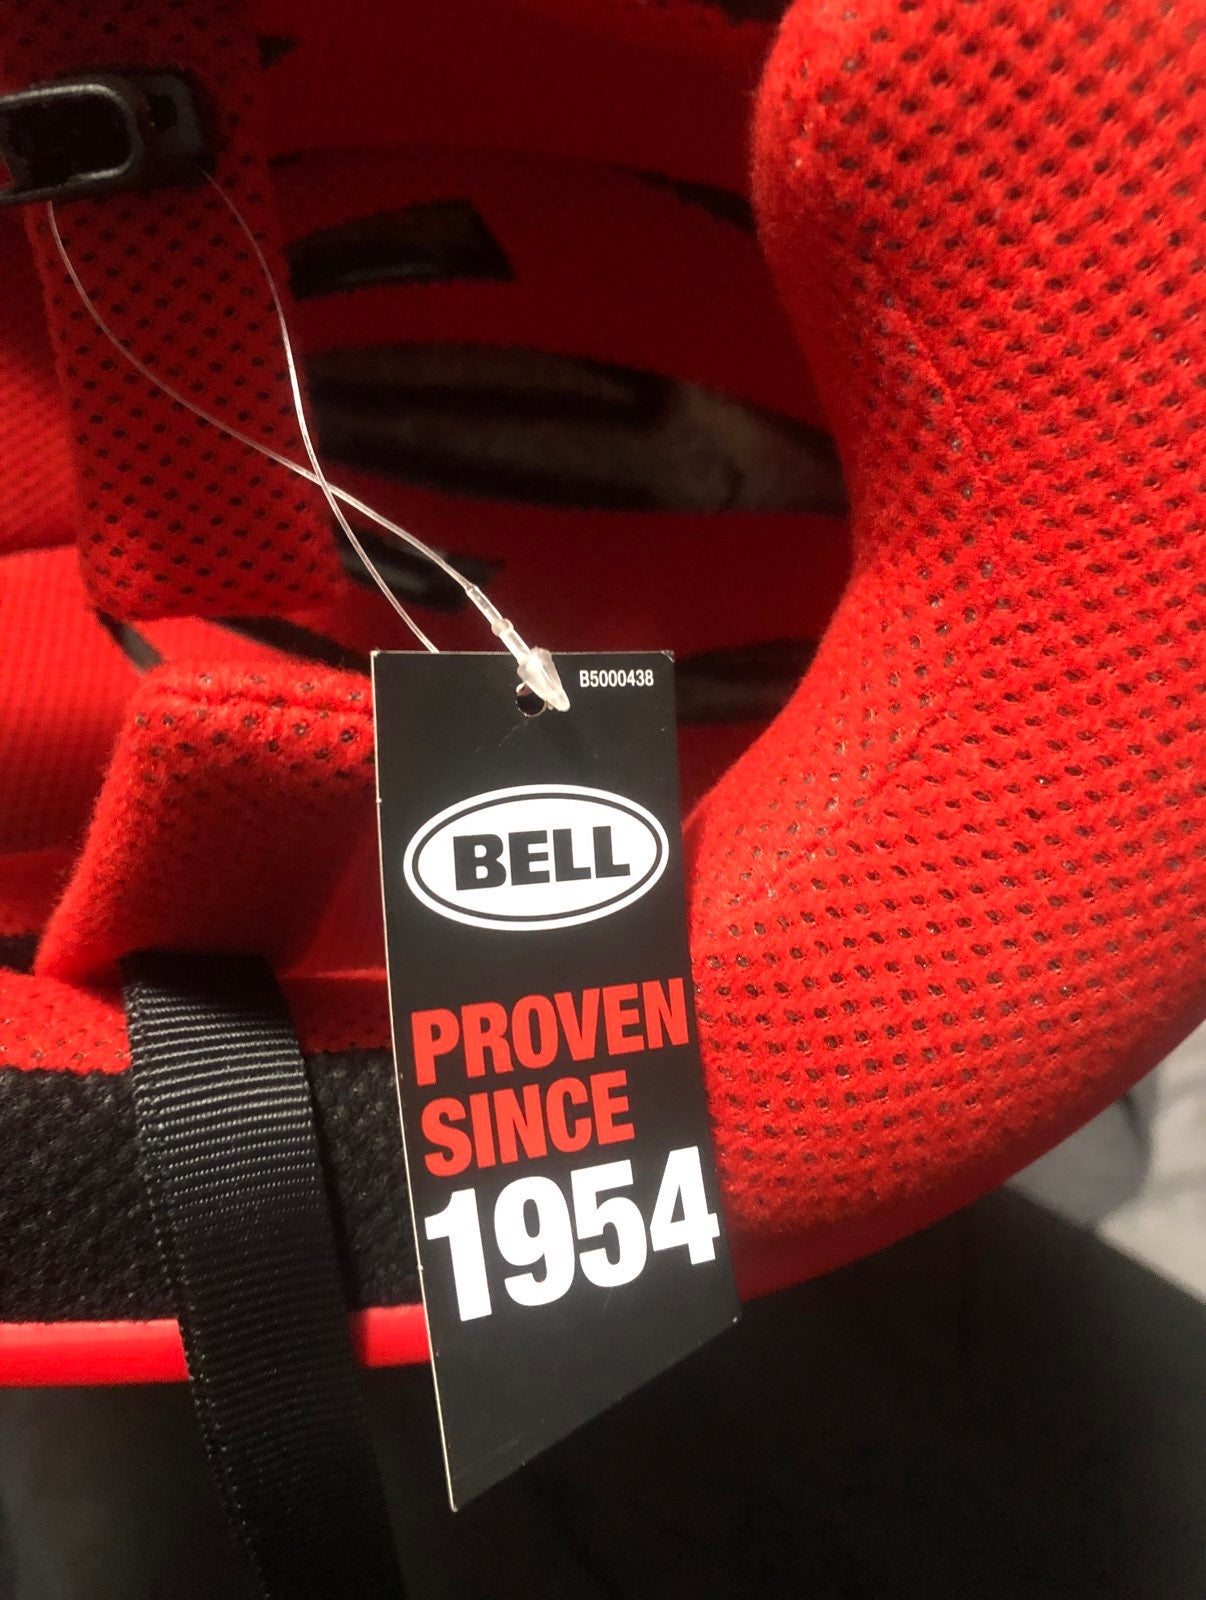 B5000438
BELL
PROVEN
SINCE
1954